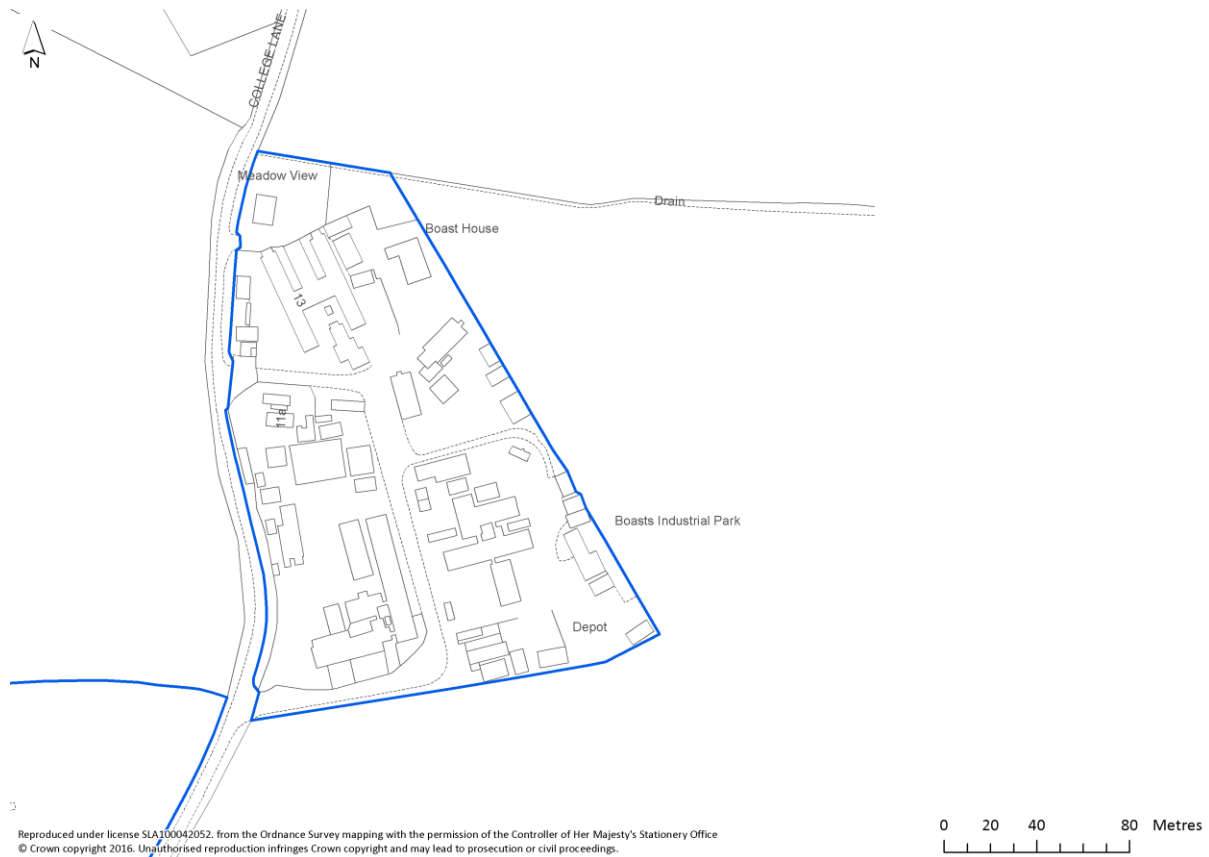 N
COLLEGE LANE
Meadow View
Drain
Boast House
13
11a
Boasts Industrial Park
Depot
Reproduced under license SLA100042052. from the Ordnance Survey mapping with the permission of the Controller of Her Majesty's Stationery Office
© Crown copyright 2016. Unauthorised reproduction infringes Crown copyright and may lead to prosecution or civil proceedings.
0 20 40 80 Metres